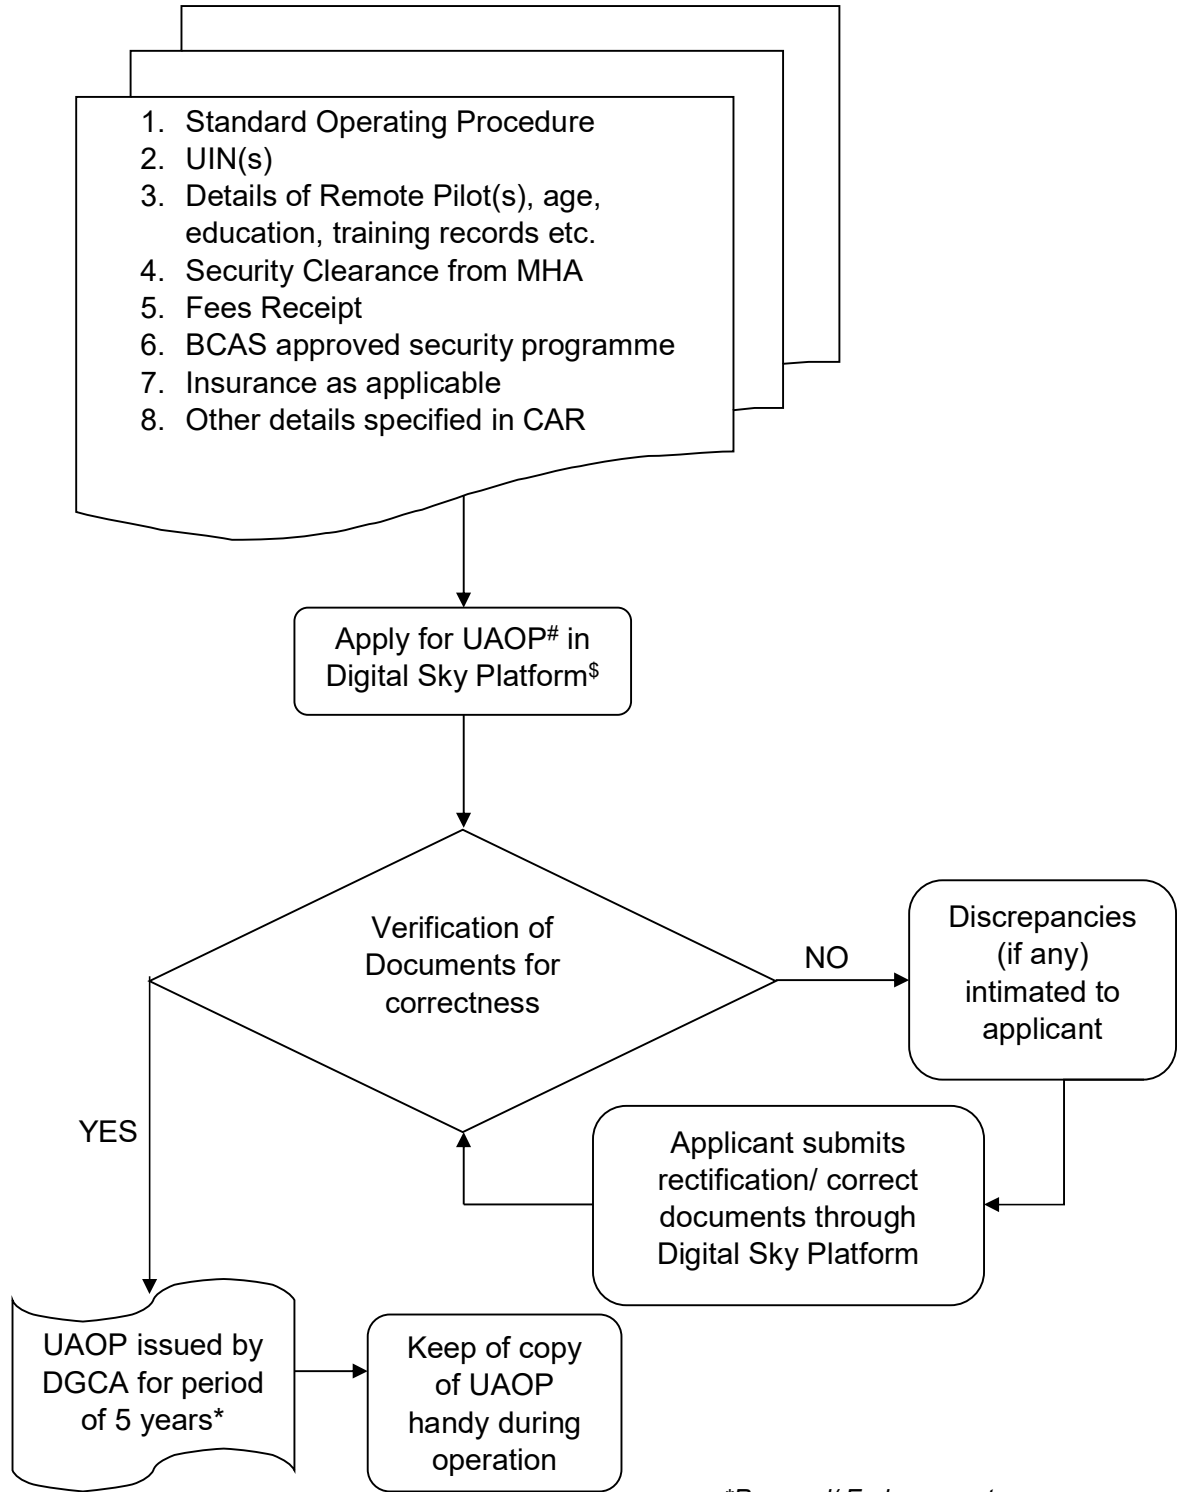 1. Standard Operating Procedure
2. UIN(s)
3. Details of Remote Pilot(s), age,
education, training records etc.
4. Security Clearance from MHA
5. Fees Receipt
6. BCAS approved security programme
7. Insurance as applicable
8. Other details specified in CAR
Apply for UAOP# in
Digital Sky Platform$
Verification of
Documents for
correctness
NO
Discrepancies
(if any)
intimated to
applicant
YES
Applicant submits
rectification/ correct
documents through
Digital Sky Platform
UAOP issued by
DGCA for period
of 5 years*
Keep of copy
of UAOP
handy during
operation